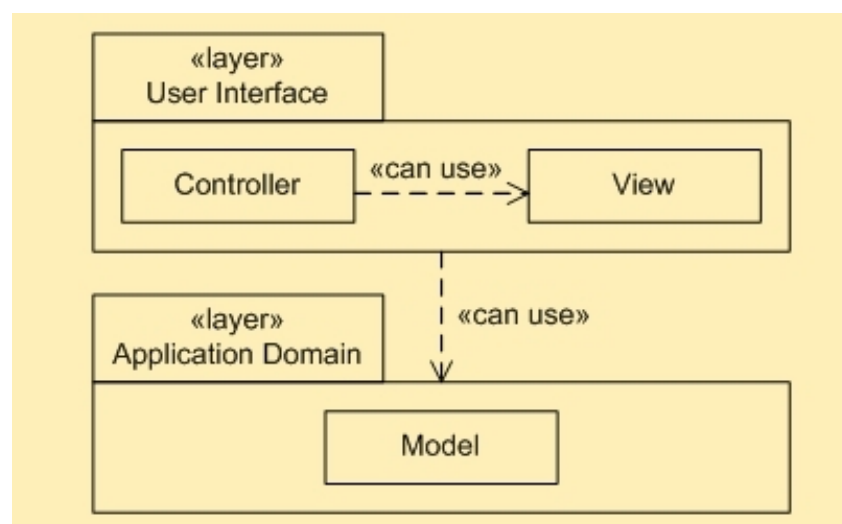 «layer»
User Interface
Controller
«can use»
View
«can use»
«layer»
Application Domain
Model